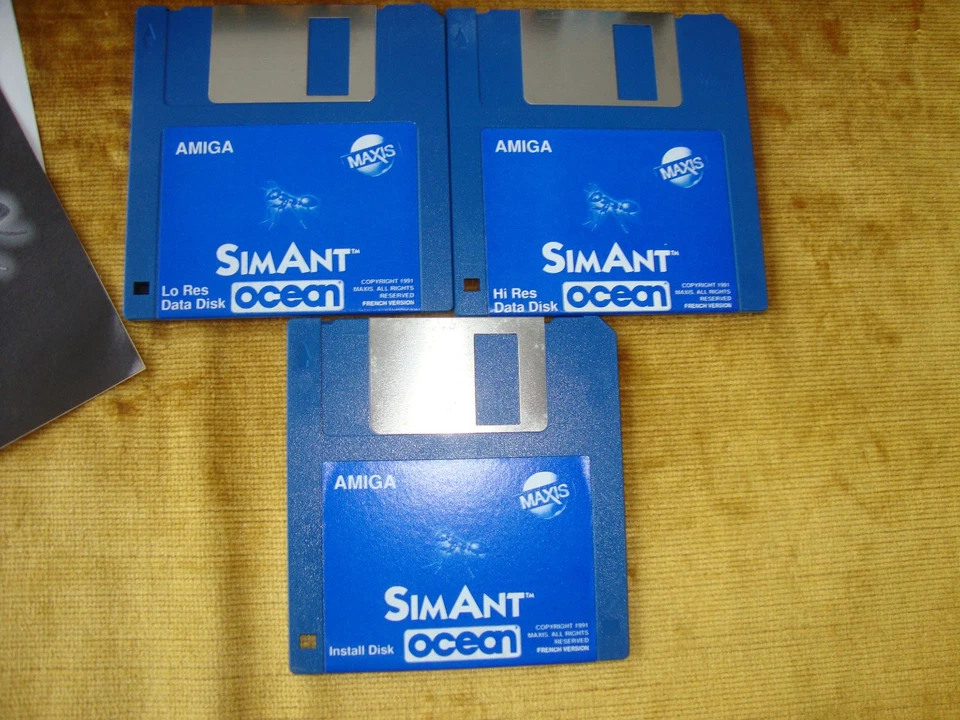 AMIGA
MAXIS
SIMANT™
Lo Res
Data Disk
ocean
COPYRIGHT 1991
MAXIS. ALL RIGHTS
RESERVED
FRENCH VERSION
AMIGA
MAXIS
SIMANT™
Hi Res
Data Disk
ocean
COPYRIGHT 1991
MAXIS. ALL RIGHTS
RESERVED
FRENCH VERSION
AMIGA
MAXIS
SIMANT™
Install Disk
ocean
COPYRIGHT 1991
MAXIS. ALL RIGHTS
RESERVED
FRENCH VERSION